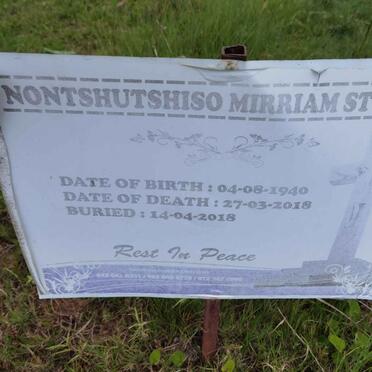 NONTSHUTSHISO MIRRIAM ST
DATE OF BIRTH : 04-08-1940
DATE OF DEATH : 27-03-2018
BURIED : 14-04-2018
Rest In Peace